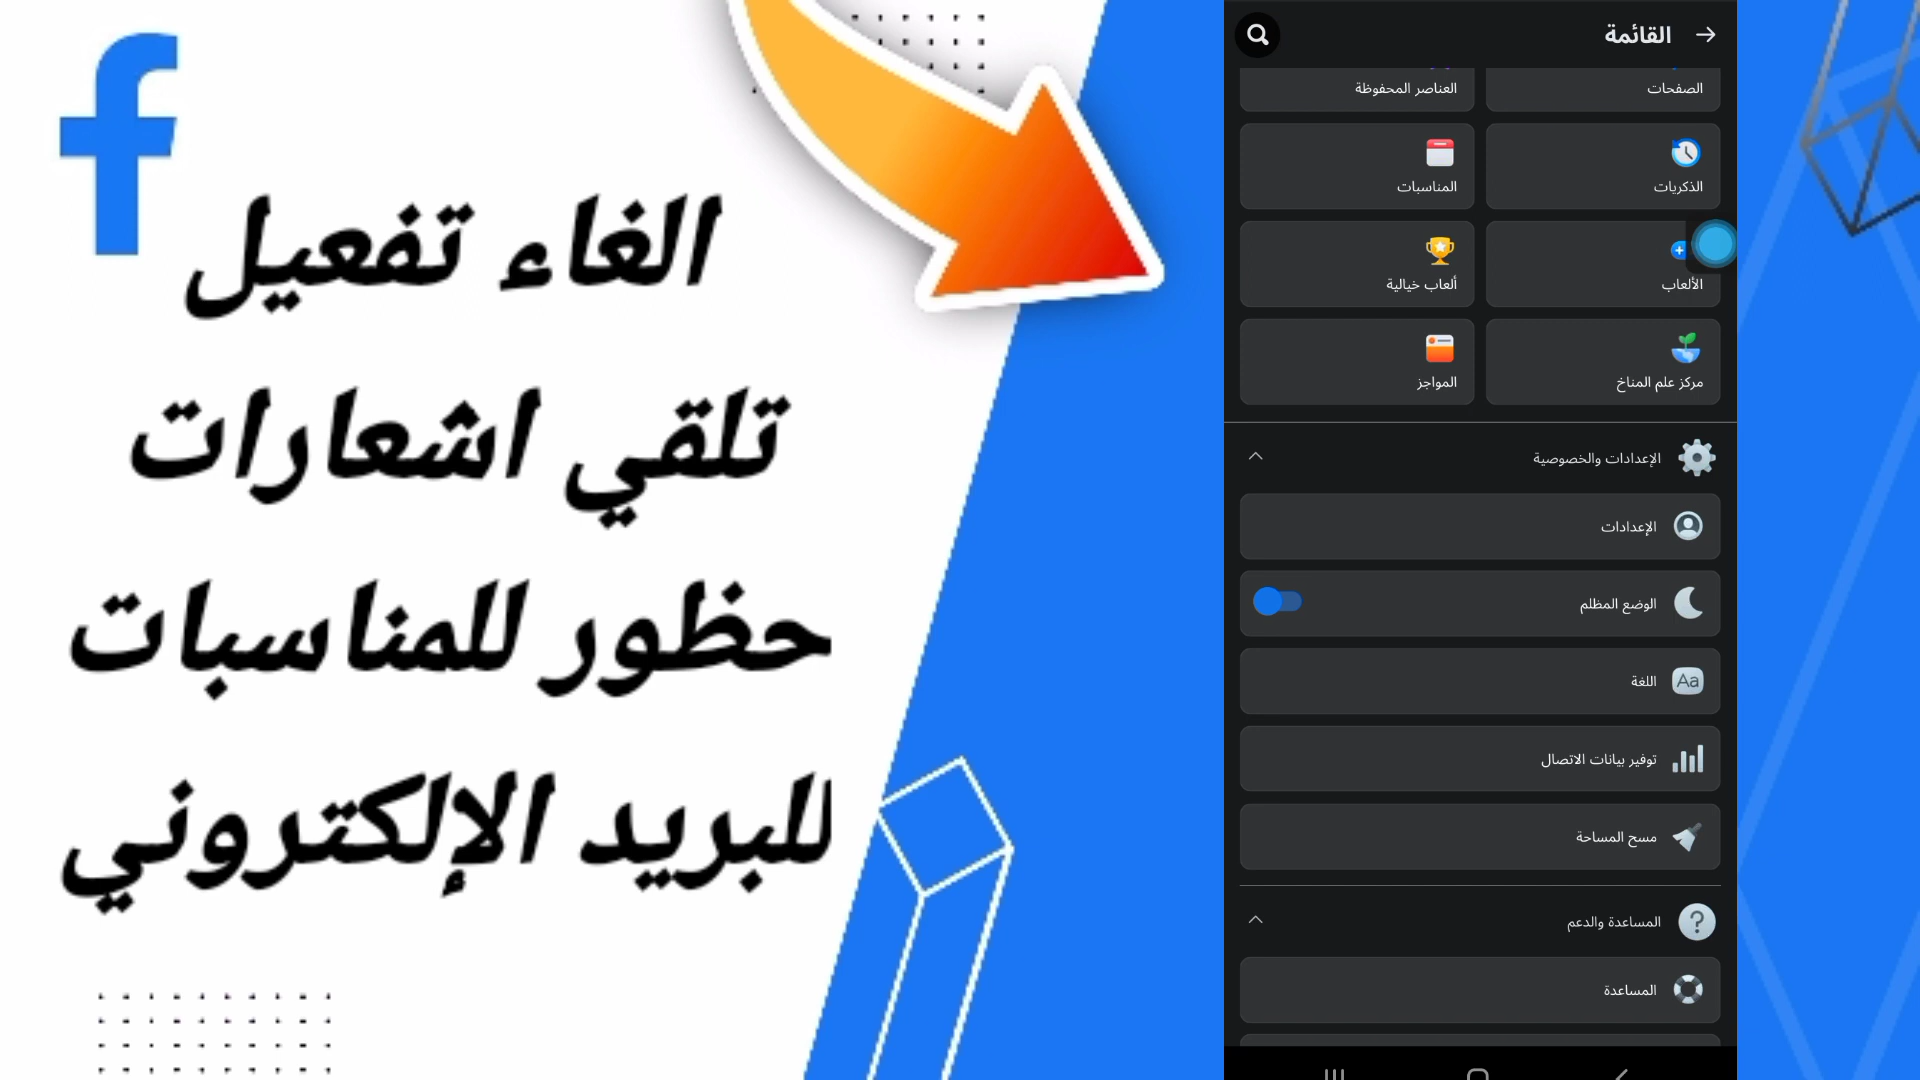 الغاء تفعيل
تلقي اشعارات
حظور للمناسبات
للبريد الإلكتروني
القائمة
الصفحات
العناصر المحفوظة
الذكريات
المناسبات
الألعاب
ألعاب خيالية
مركز علم المناخ
المواجز
الإعدادات والخصوصية
الإعدادات
الوضع المظلم
اللغة
Aa
توفير بيانات الاتصال
مسح المساحة
المساعدة والدعم
المساعدة